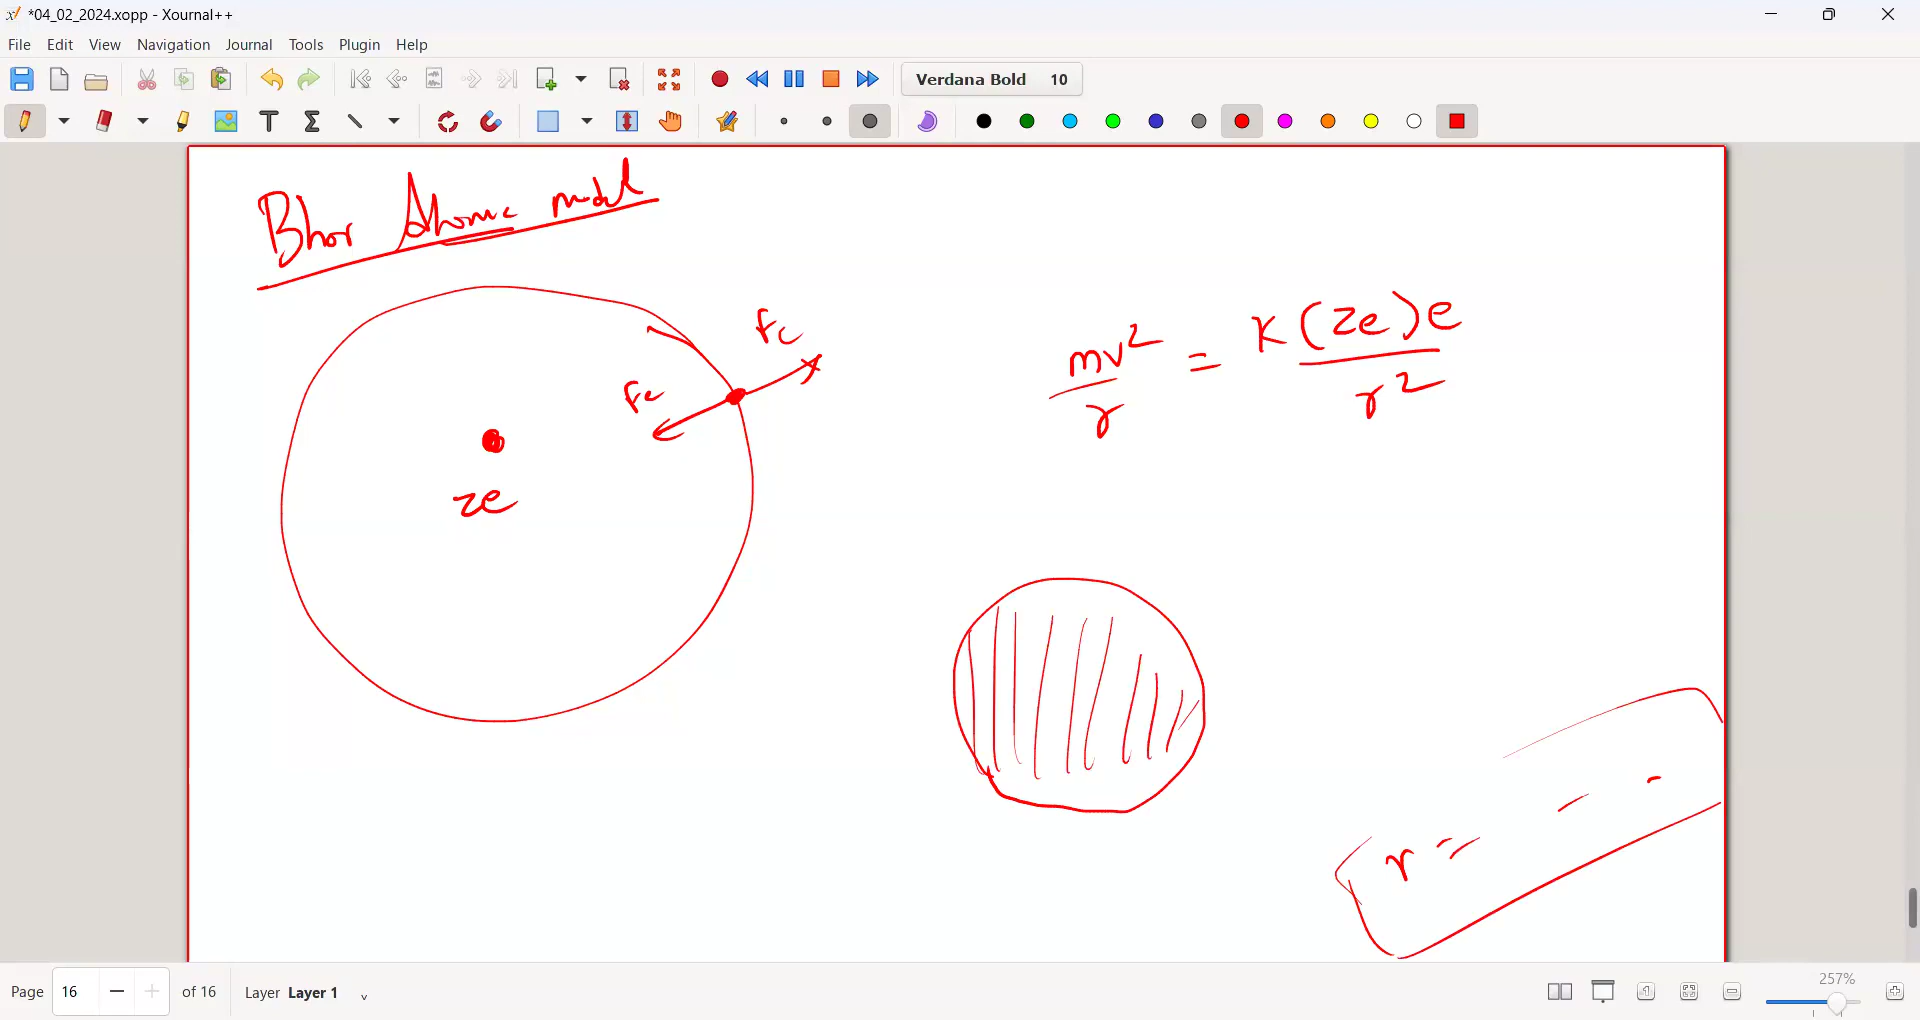 *04_02_2024.xopp - Xournal++
File Edit View Navigation Journal Tools Plugin Help
Verdana Bold 10
Bhor Atomic model
Fc
Fe
ze
mv²/r = K(ze)e/r²
r = - -
Page 16 of 16 Layer Layer 1
257%